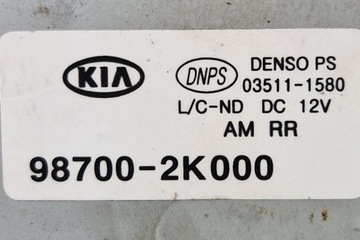 KIA
DNPS
DENSO PS
03511-1580
L/C-ND DC 12V
AM RR
98700-2K000